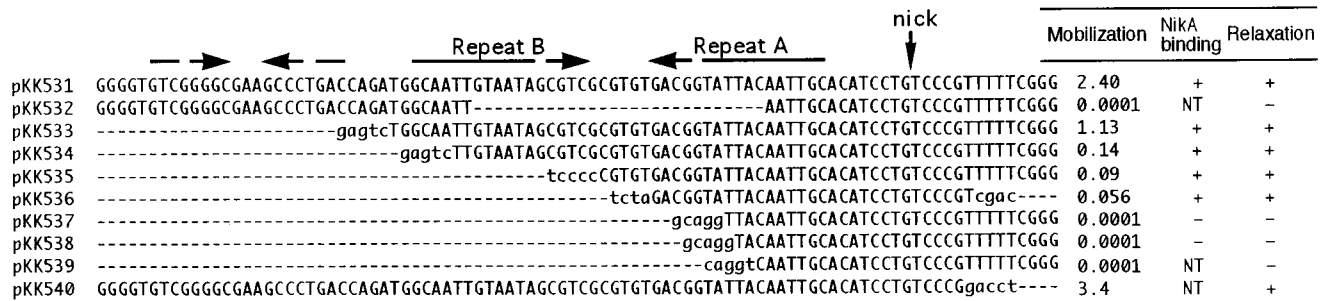 nick
Mobilization NikA binding Relaxation
Repeat B Repeat A
pKK531 GGGGTGTCGGGGCGAAGCCCTGACCAGATGGCAATTGTAATAGCGTCGCGTGTGACGGTATTACAATTGCACATCCTGTCCCGTTTTTCGGG 2.40 + +
pKK532 GGGGTGTCGGGGCGAAGCCCTGACCAGATGGCAATT----------------------------AATTGCACATCCTGTCCCGTTTTTCGGG 0.0001 NT −
pKK533 -----------------------gagtcTGGCAATTGTAATAGCGTCGCGTGTGACGGTATTACAATTGCACATCCTGTCCCGTTTTTCGGG 1.13 + +
pKK534 -----------------------------gagtcTTGTAATAGCGTCGCGTGTGACGGTATTACAATTGCACATCCTGTCCCGTTTTTCGGG 0.14 + +
pKK535 -------------------------------------------tccccCGTGTGACGGTATTACAATTGCACATCCTGTCCCGTTTTTCGGG 0.09 + +
pKK536 -------------------------------------------------tctaGACGGTATTACAATTGCACATCCTGTCCCGTcgac---- 0.056 + +
pKK537 -------------------------------------------------------gcaggTTACAATTGCACATCCTGTCCCGTTTTTCGGG 0.0001 − −
pKK538 --------------------------------------------------------gcaggTACAATTGCACATCCTGTCCCGTTTTTCGGG 0.0001 − −
pKK539 ----------------------------------------------------------caggtCAATTGCACATCCTGTCCCGTTTTTCGGG 0.0001 NT −
pKK540 GGGGTGTCGGGGCGAAGCCCTGACCAGATGGCAATTGTAATAGCGTCGCGTGTGACGGTATTACAATTGCACATCCTGTCCCGgacct---- 3.4 NT +